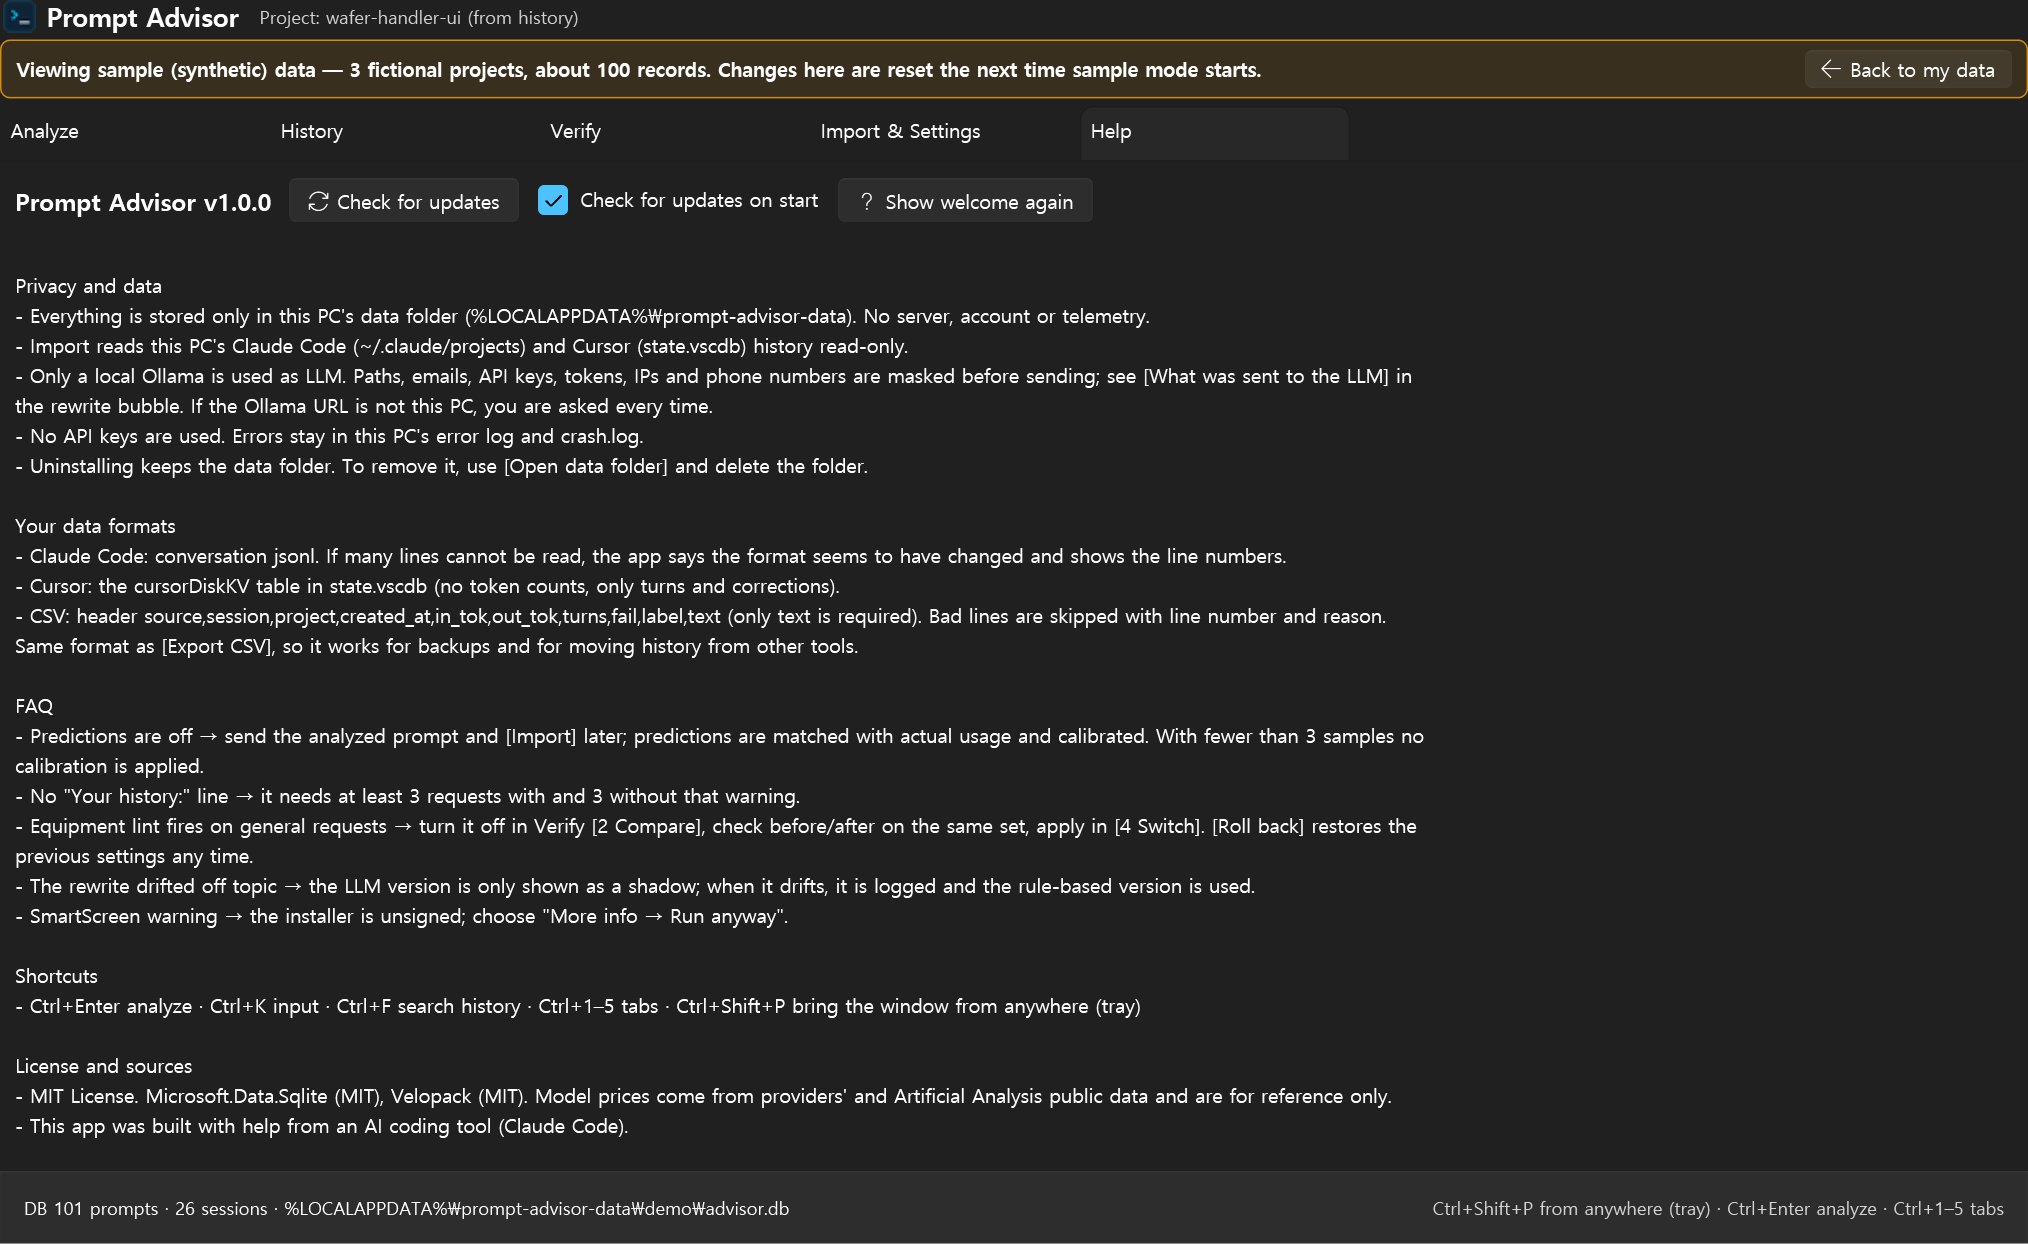 Prompt Advisor Project: wafer-handler-ui (from history)
Viewing sample (synthetic) data — 3 fictional projects, about 100 records. Changes here are reset the next time sample mode starts.
← Back to my data
Analyze History Verify Import & Settings Help
Prompt Advisor v1.0.0 Check for updates Check for updates on start ? Show welcome again
Privacy and data
- Everything is stored only in this PC's data folder (%LOCALAPPDATA%₩prompt-advisor-data). No server, account or telemetry.
- Import reads this PC's Claude Code (~/.claude/projects) and Cursor (state.vscdb) history read-only.
- Only a local Ollama is used as LLM. Paths, emails, API keys, tokens, IPs and phone numbers are masked before sending; see [What was sent to the LLM] in
the rewrite bubble. If the Ollama URL is not this PC, you are asked every time.
- No API keys are used. Errors stay in this PC's error log and crash.log.
- Uninstalling keeps the data folder. To remove it, use [Open data folder] and delete the folder.
Your data formats
- Claude Code: conversation jsonl. If many lines cannot be read, the app says the format seems to have changed and shows the line numbers.
- Cursor: the cursorDiskKV table in state.vscdb (no token counts, only turns and corrections).
- CSV: header source,session,project,created_at,in_tok,out_tok,turns,fail,label,text (only text is required). Bad lines are skipped with line number and reason.
Same format as [Export CSV], so it works for backups and for moving history from other tools.
FAQ
- Predictions are off → send the analyzed prompt and [Import] later; predictions are matched with actual usage and calibrated. With fewer than 3 samples no
calibration is applied.
- No "Your history:" line → it needs at least 3 requests with and 3 without that warning.
- Equipment lint fires on general requests → turn it off in Verify [2 Compare], check before/after on the same set, apply in [4 Switch]. [Roll back] restores the
previous settings any time.
- The rewrite drifted off topic → the LLM version is only shown as a shadow; when it drifts, it is logged and the rule-based version is used.
- SmartScreen warning → the installer is unsigned; choose "More info → Run anyway".
Shortcuts
- Ctrl+Enter analyze · Ctrl+K input · Ctrl+F search history · Ctrl+1–5 tabs · Ctrl+Shift+P bring the window from anywhere (tray)
License and sources
- MIT License. Microsoft.Data.Sqlite (MIT), Velopack (MIT). Model prices come from providers' and Artificial Analysis public data and are for reference only.
- This app was built with help from an AI coding tool (Claude Code).
DB 101 prompts · 26 sessions · %LOCALAPPDATA%₩prompt-advisor-data₩demo₩advisor.db
Ctrl+Shift+P from anywhere (tray) · Ctrl+Enter analyze · Ctrl+1–5 tabs